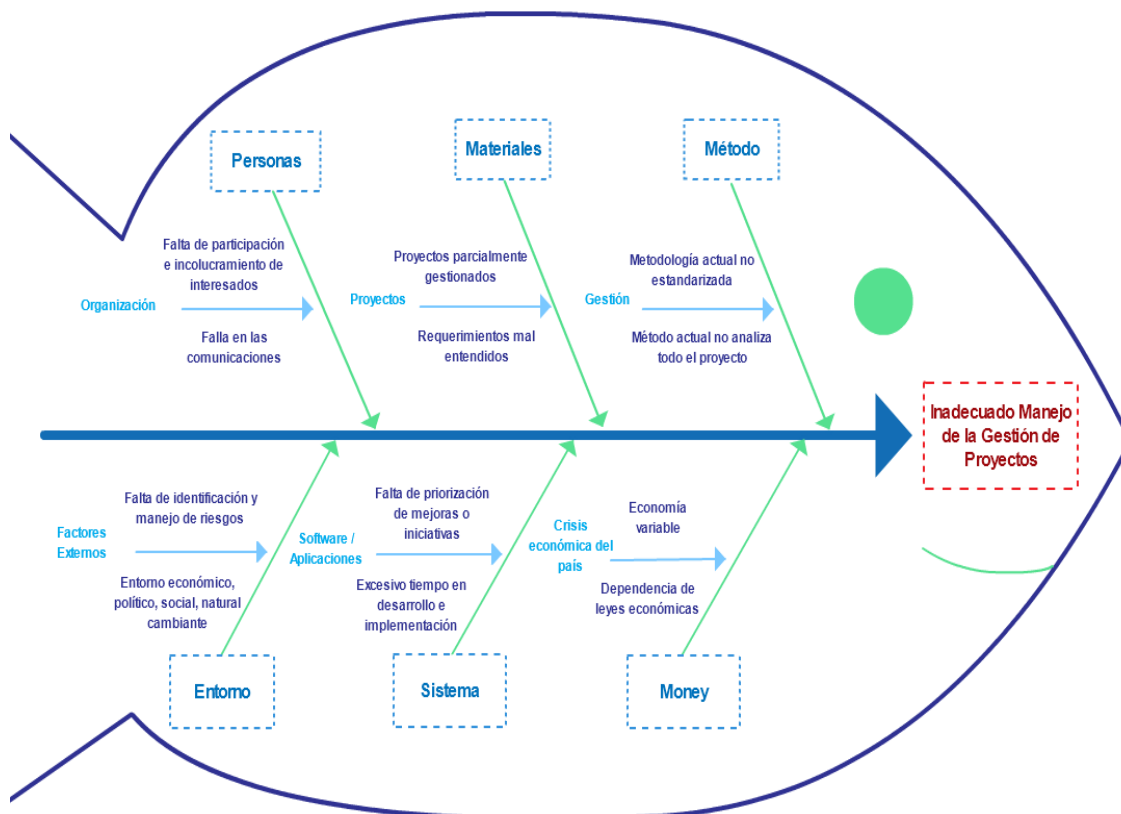 Personas
Materiales
Método
Falta de participación
e incolucramiento de
interesados
Organización
Falla en las
comunicaciones
Proyectos parcialmente
gestionados
Proyectos
Requerimientos mal
entendidos
Metodología actual no
estandarizada
Gestión
Método actual no analiza
todo el proyecto
Inadecuado Manejo
de la Gestión de
Proyectos
Falta de identificación y
manejo de riesgos
Factores
Externos
Entorno económico,
político, social, natural
cambiante
Falta de priorización
de mejoras o
iniciativas
Software /
Aplicaciones
Excesivo tiempo en
desarrollo e
implementación
Economía
variable
Crisis
económica del
país
Dependencia de
leyes económicas
Entorno
Sistema
Money